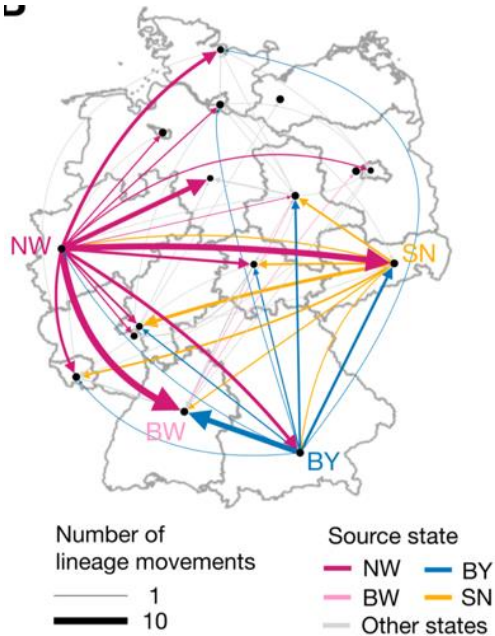 NW
SN
BW
BY
Number of
lineage movements
1
10
Source state
NW
BY
BW
SN
Other states